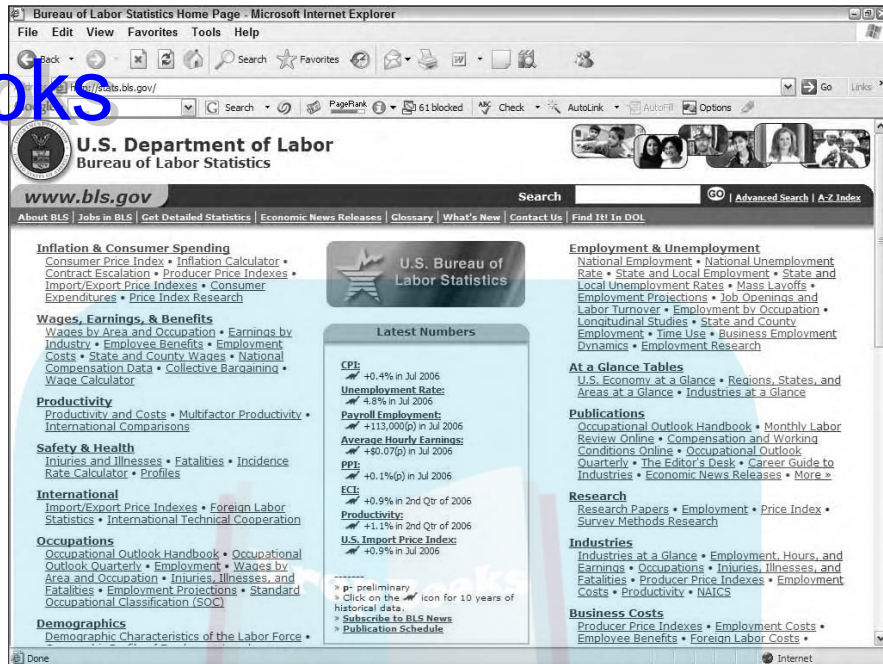 Bureau of Labor Statistics Home Page - Microsoft Internet Explorer
File Edit View Favorites Tools Help
Back Search Favorites
oks
http://stats.bls.gov/
Go Links
Search PageRank 61 blocked Check AutoLink AutoFill Options
U.S. Department of Labor
Bureau of Labor Statistics
www.bls.gov
Search GO | Advanced Search | A-Z Index
About BLS | Jobs in BLS | Get Detailed Statistics | Economic News Releases | Glossary | What's New | Contact Us | Find It! In DOL
Inflation & Consumer Spending
Consumer Price Index • Inflation Calculator •
Contract Escalation • Producer Price Indexes •
Import/Export Price Indexes • Consumer
Expenditures • Price Index Research
Wages, Earnings, & Benefits
Wages by Area and Occupation • Earnings by
Industry • Employee Benefits • Employment
Costs • State and County Wages • National
Compensation Data • Collective Bargaining •
Wage Calculator
Productivity
Productivity and Costs • Multifactor Productivity •
International Comparisons
Safety & Health
Injuries and Illnesses • Fatalities • Incidence
Rate Calculator • Profiles
International
Import/Export Price Indexes • Foreign Labor
Statistics • International Technical Cooperation
Occupations
Occupational Outlook Handbook • Occupational
Outlook Quarterly • Employment • Wages by
Area and Occupation • Injuries, Illnesses, and
Fatalities • Employment Projections • Standard
Occupational Classification (SOC)
Demographics
Demographic Characteristics of the Labor Force •
U.S. Bureau of
Labor Statistics
Latest Numbers
CPI:
+0.4% in Jul 2006
Unemployment Rate:
4.8% in Jul 2006
Payroll Employment:
+113,000(p) in Jul 2006
Average Hourly Earnings:
+$0.07(p) in Jul 2006
PPI:
+0.1%(p) in Jul 2006
ECI:
+0.9% in 2nd Qtr of 2006
Productivity:
+1.1% in 2nd Qtr of 2006
U.S. Import Price Index:
+0.9% in Jul 2006
» p- preliminary
» Click on the icon for 10 years of
historical data.
» Subscribe to BLS News
» Publication Schedule
Employment & Unemployment
National Employment • National Unemployment
Rate • State and Local Employment • State and
Local Unemployment Rates • Mass Layoffs •
Employment Projections • Job Openings and
Labor Turnover • Employment by Occupation •
Longitudinal Studies • State and County
Employment • Time Use • Business Employment
Dynamics • Employment Research
At a Glance Tables
U.S. Economy at a Glance • Regions, States, and
Areas at a Glance • Industries at a Glance
Publications
Occupational Outlook Handbook • Monthly Labor
Review Online • Compensation and Working
Conditions Online • Occupational Outlook
Quarterly • The Editor's Desk • Career Guide to
Industries • Economic News Releases • More »
Research
Research Papers • Employment • Price Index •
Survey Methods Research
Industries
Industries at a Glance • Employment, Hours, and
Earnings • Occupations • Injuries, Illnesses, and
Fatalities • Producer Price Indexes • Employment
Costs • Productivity • NAICS
Business Costs
Producer Price Indexes • Employment Costs •
Employee Benefits • Foreign Labor Costs •
Done Internet